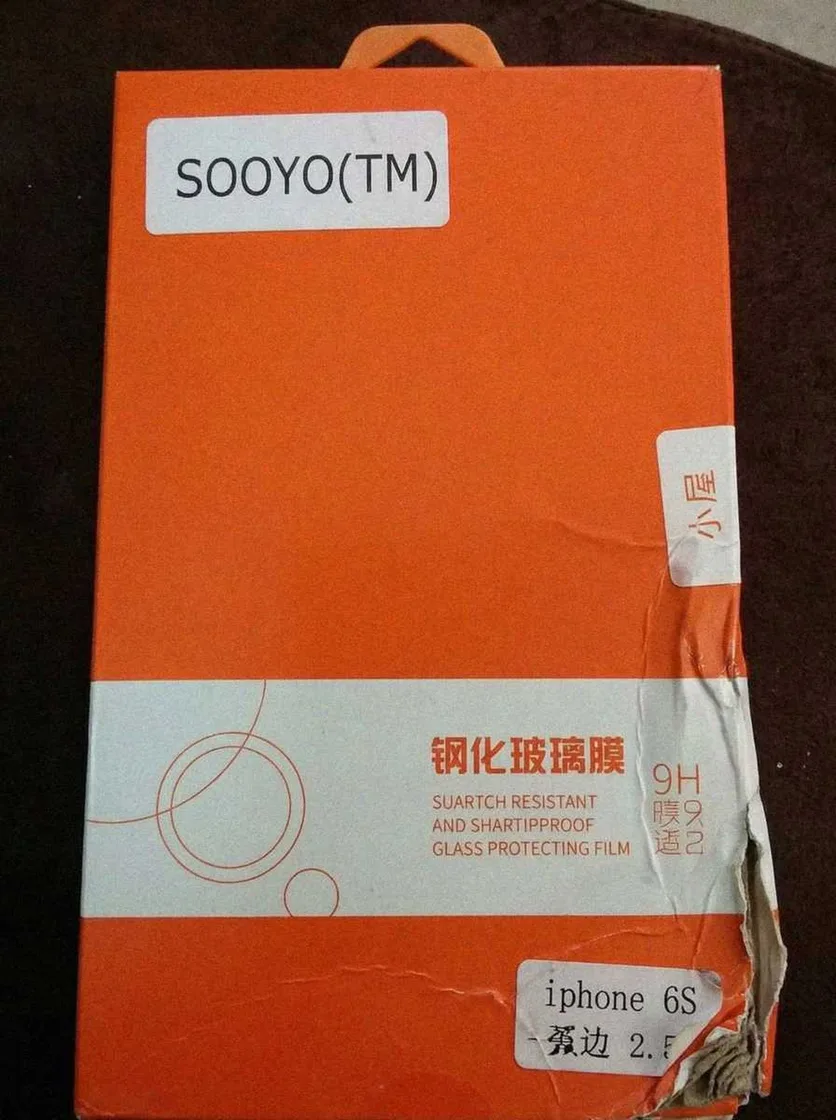 SOOYO(TM)
小屋
钢化玻璃膜
SUARTCH RESISTANT
AND SHARTIPPROOF
GLASS PROTECTING FILM
9H
iphone 6S
边 2.5